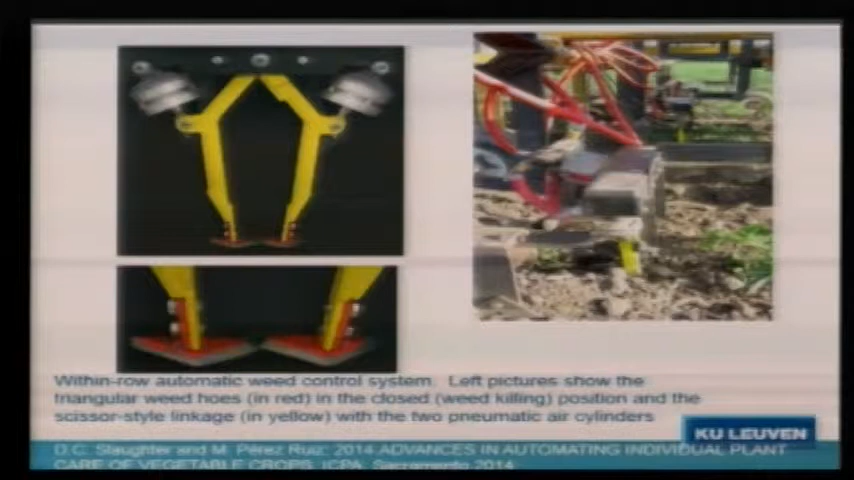 Within-row automatic weed control system. Left pictures show the
triangular weed hoes (in red) in the closed (weed killing) position and the
scissor-style linkage (in yellow) with the two pneumatic air cylinders
KU LEUVEN
D.C. Slaughter and M. Pérez Ruiz: 2014 ADVANCES IN AUTOMATING INDIVIDUAL PLANT
CARE OF VEGETABLE CROPS, ICPA, Sacramento 2014